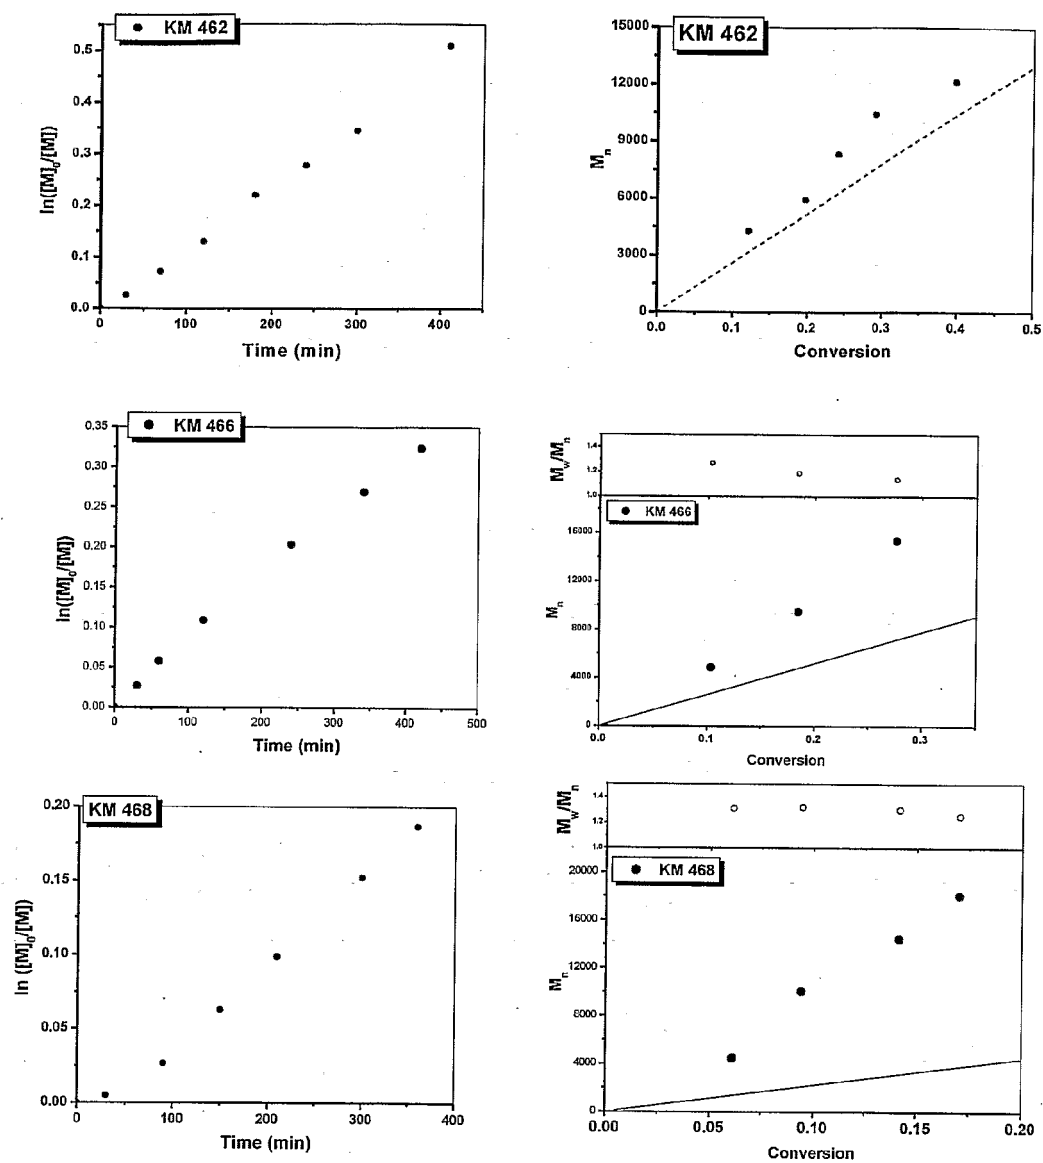 KM 462
ln([M]₀/[M])
0.5
0.4
0.3
0.2
0.1
0.0
0 100 200 300 400
Time (min)
KM 462
Mₙ
15000
12000
9000
6000
3000
0
0.0 0.1 0.2 0.3 0.4 0.5
Conversion
KM 466
ln([M]₀/[M])
0.35
0.30
0.25
0.20
0.15
0.10
0.05
0.00
0 100 200 300 400 500
Time (min)
M_w/Mₙ
1.4
1.2
1.0
KM 466
Mₙ
16000
12000
8000
4000
0
0.0 0.1 0.2 0.3
Conversion
KM 468
ln ([M]₀/[M])
0.20
0.15
0.10
0.05
0.00
0 100 200 300 400
Time (min)
M_w/Mₙ
1.4
1.2
1.0
KM 468
Mₙ
20000
16000
12000
8000
4000
0
0.00 0.05 0.10 0.15 0.20
Conversion